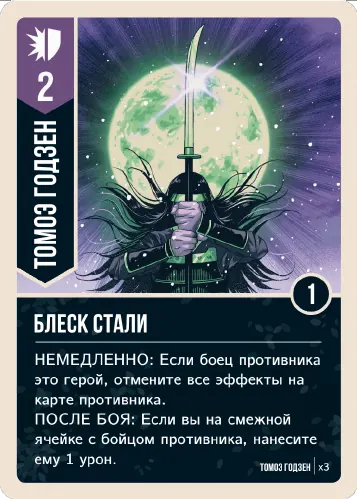 2
ТОМОЭ ГОДЗЕН
1
БЛЕСК СТАЛИ
НЕМЕДЛЕННО: Если боец противника
это герой, отмените все эффекты на
карте противника.
ПОСЛЕ БОЯ: Если вы на смежной
ячейке с бойцом противника, нанесите
ему 1 урон.
ТОМОЭ ГОДЗЕН | x3